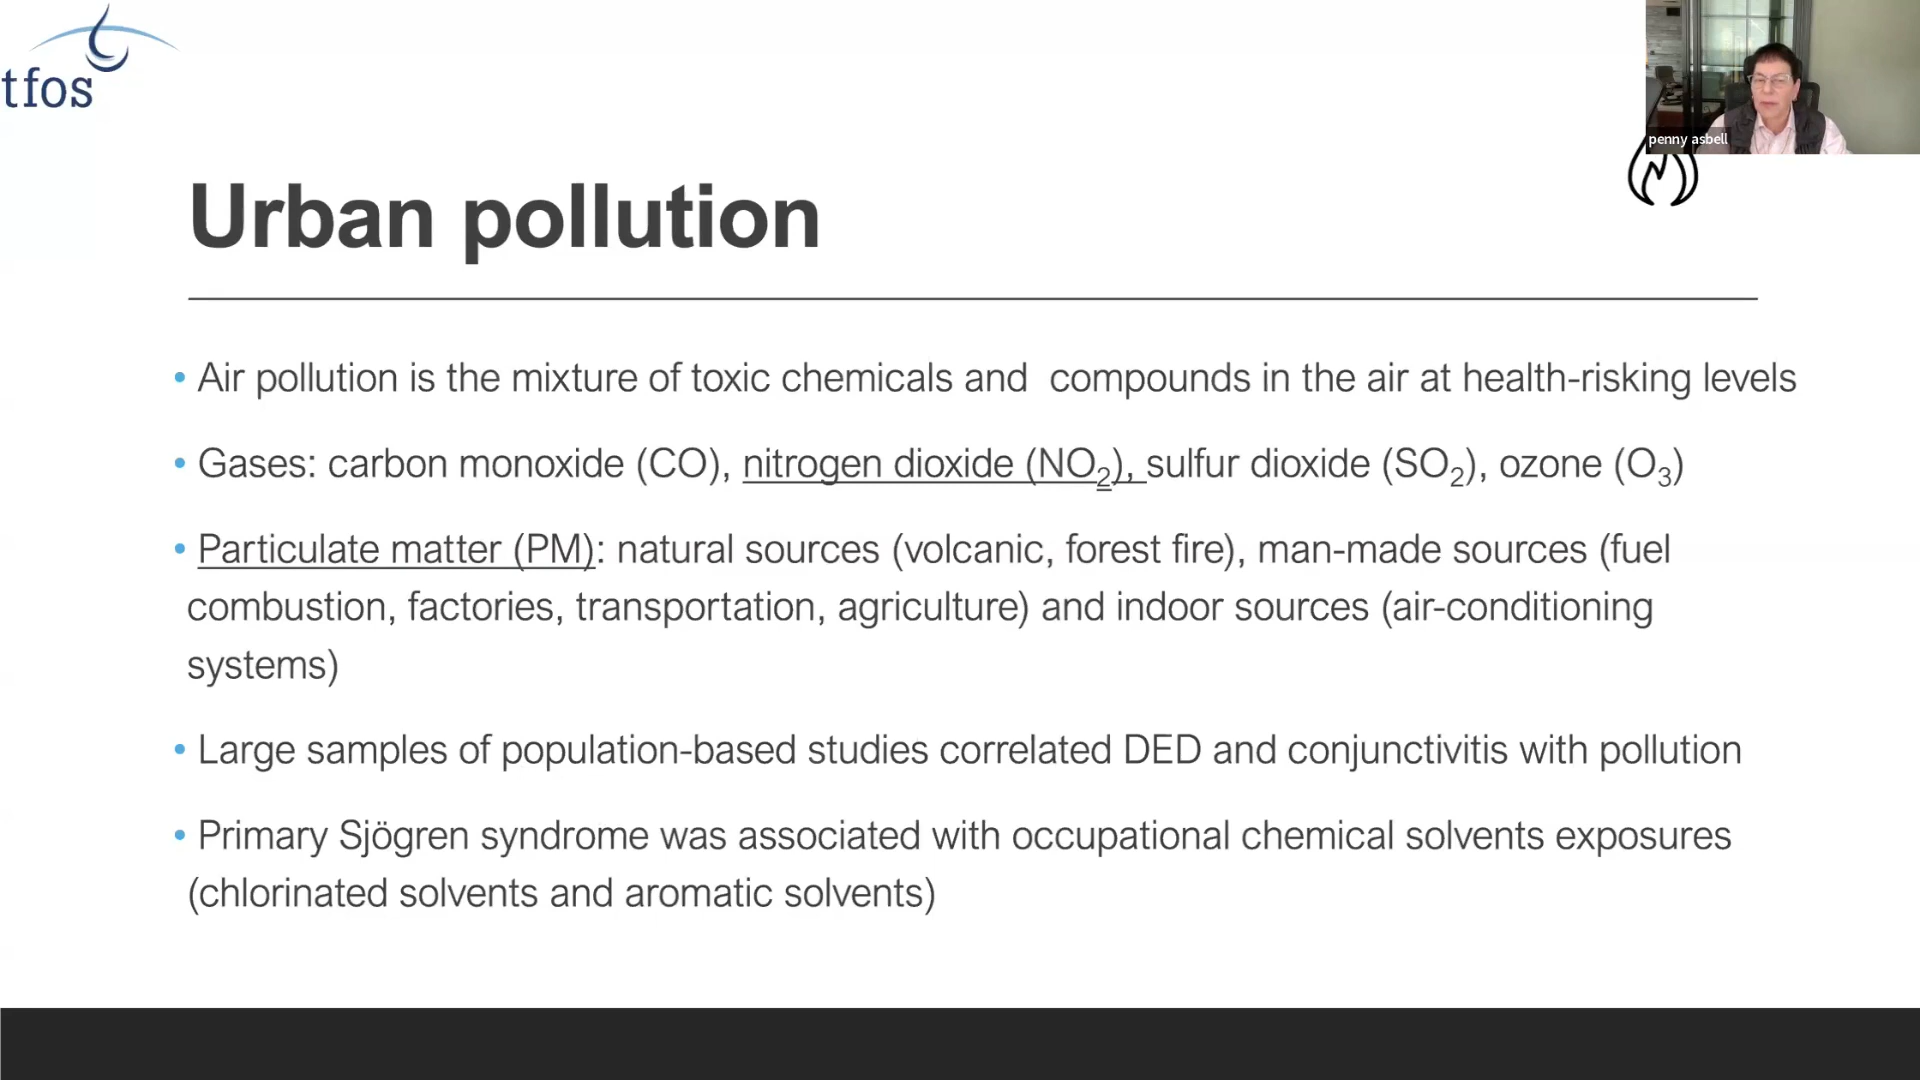 tfos
penny asbell
Urban pollution
• Air pollution is the mixture of toxic chemicals and  compounds in the air at health-risking levels
• Gases: carbon monoxide (CO), nitrogen dioxide (NO₂), sulfur dioxide (SO₂), ozone (O₃)
• Particulate matter (PM): natural sources (volcanic, forest fire), man-made sources (fuel
combustion, factories, transportation, agriculture) and indoor sources (air-conditioning
systems)
• Large samples of population-based studies correlated DED and conjunctivitis with pollution
• Primary Sjögren syndrome was associated with occupational chemical solvents exposures
(chlorinated solvents and aromatic solvents)